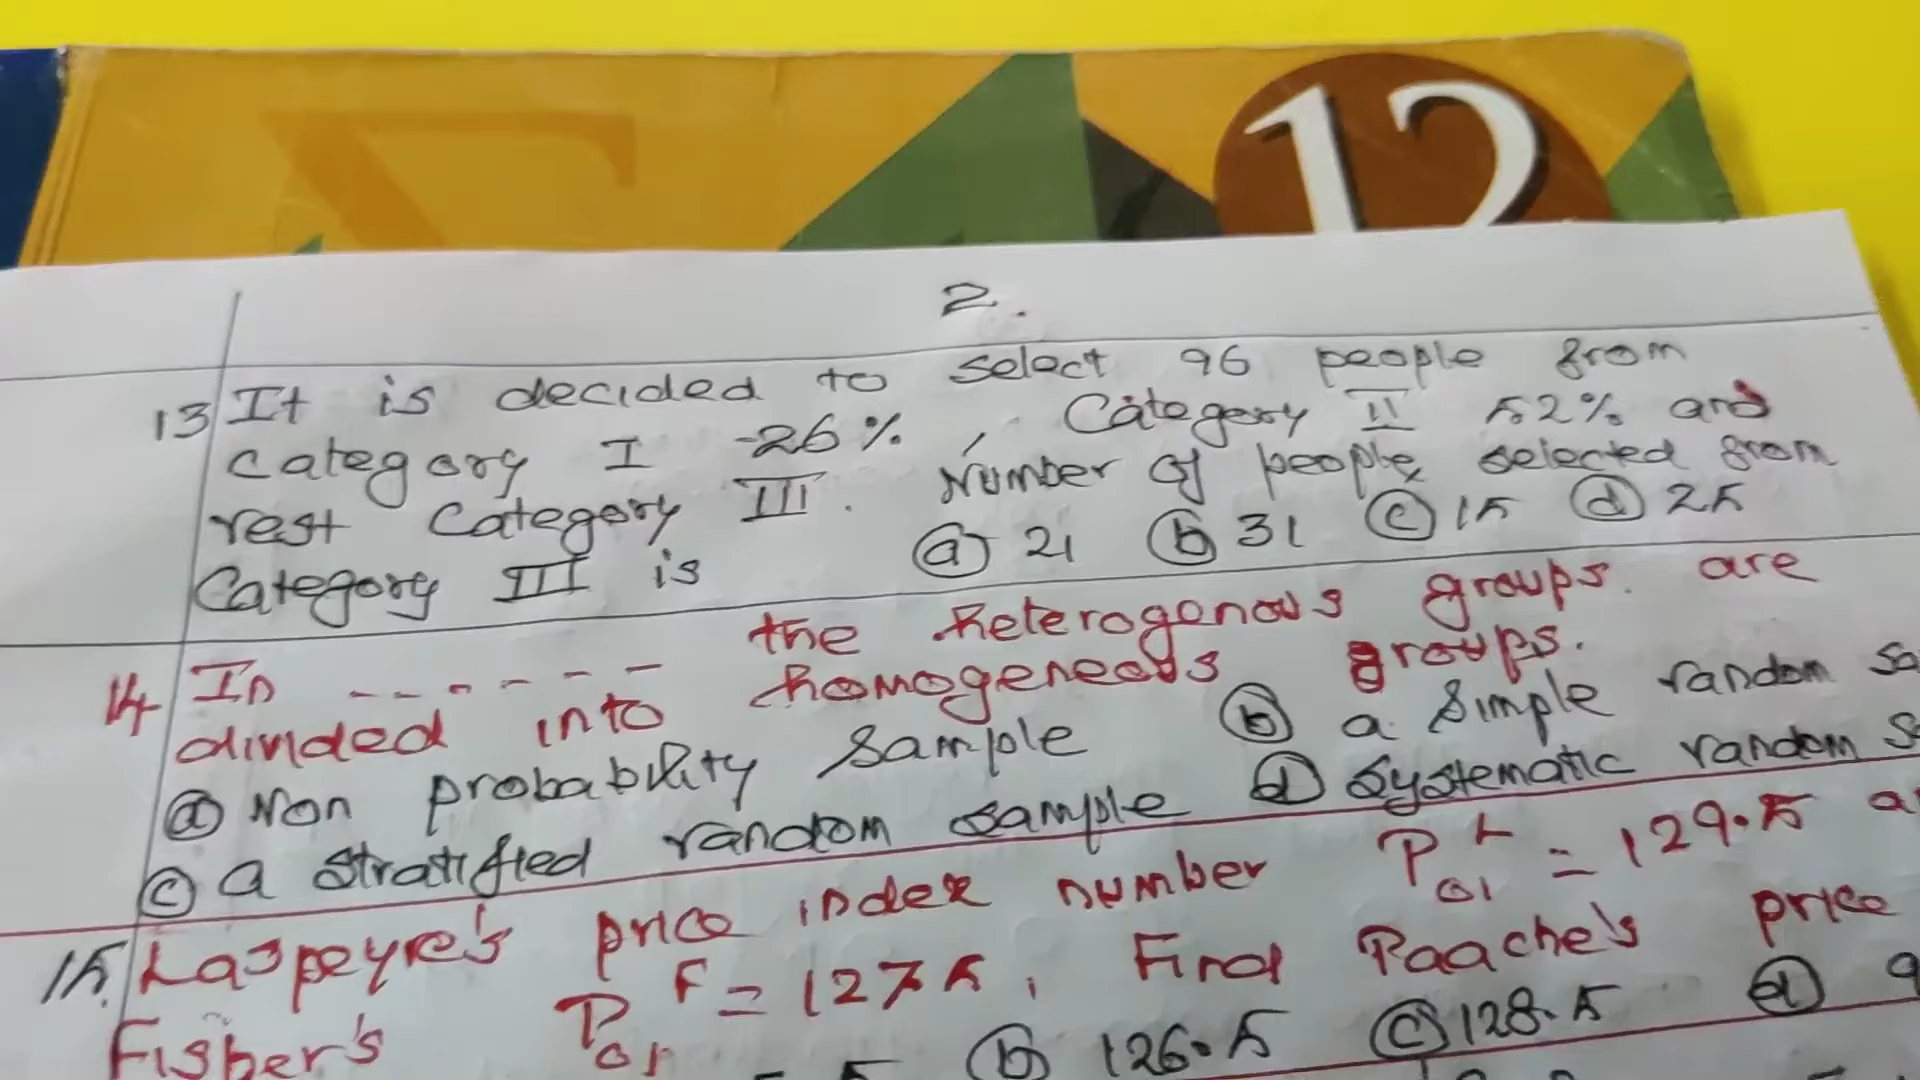 12
2.
13 It is decided to select 96 people from
Category I -26%, Category II 52% and
rest Category III. Number of people selected from
Category III is (a) 21 (b) 31 (c) 15 (d) 25
14 In ------- the heterogenous groups. are
divided into homogeneous groups.
(a) Non probability Sample (b) a Simple random
(c) a stratified random sample (d) Systematic random
15. Laspeyre's price index number P01 L = 129.5
Fisher's P01 F = 127.5, Find Paache's price
(b) 126.5 (c) 128.5 (d)